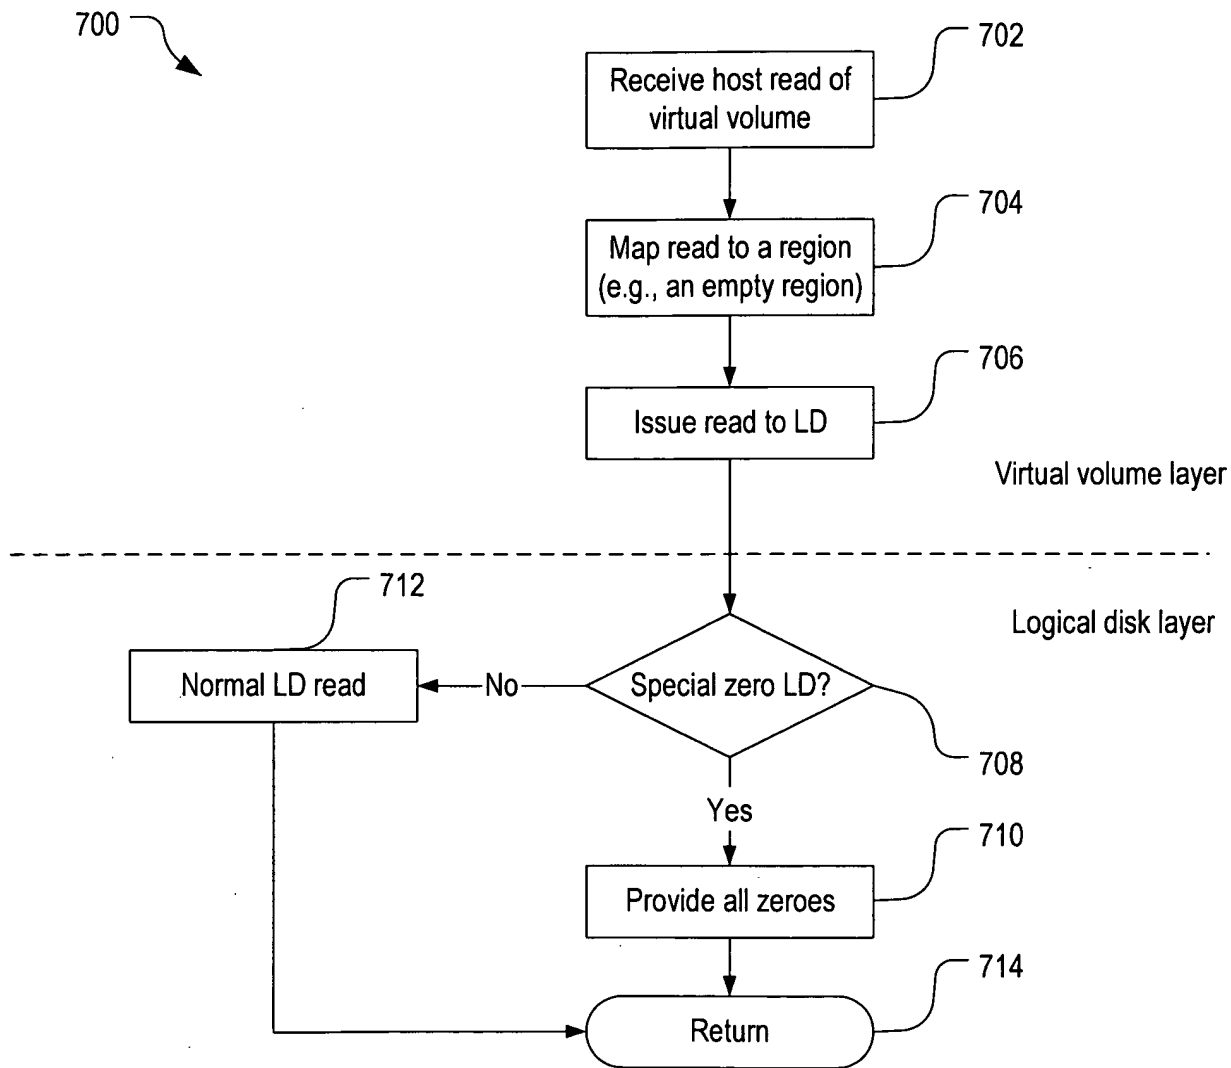 700
702
Receive host read of
virtual volume
704
Map read to a region
(e.g., an empty region)
706
Issue read to LD
Virtual volume layer
712
Logical disk layer
Normal LD read
No
Special zero LD?
708
Yes
710
Provide all zeroes
714
Return